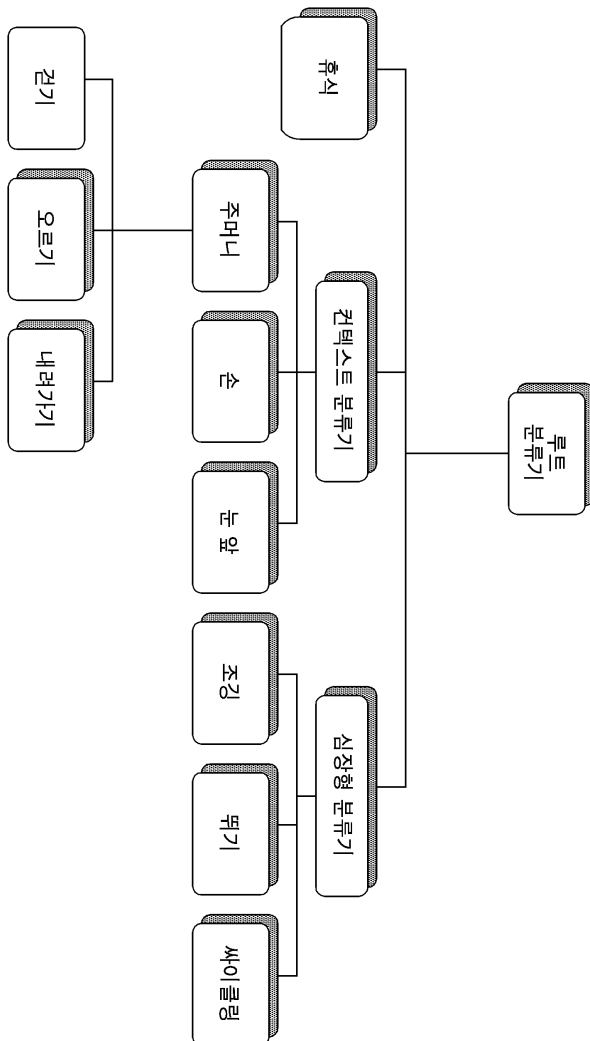 루트
분류기
휴식
컨텍스트 분류기
심장형 분류기
주머니
손
눈 앞
조깅
뛰기
싸이클링
걷기
오르기
내려가기